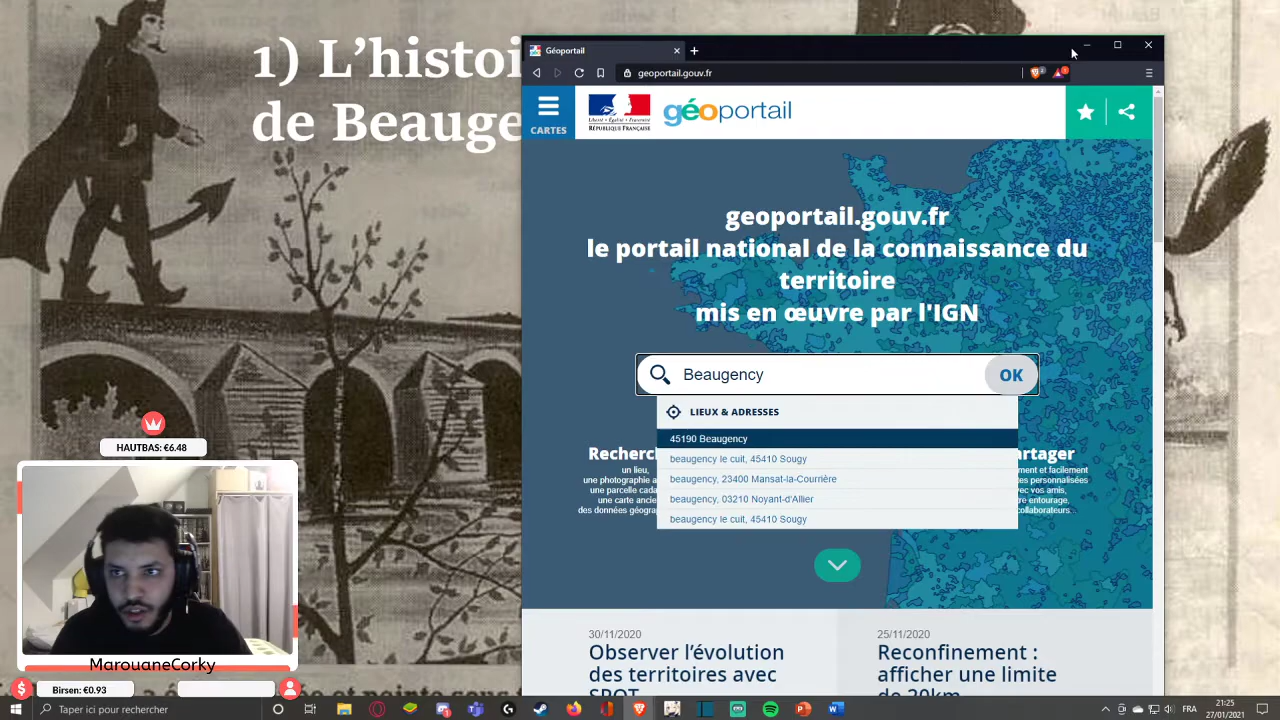 1) L'histoi
de Beauge
Géoportail
geoportail.gouv.fr
CARTES
Liberté • Égalité • Fraternité
RÉPUBLIQUE FRANÇAISE
géoportail
geoportail.gouv.fr
le portail national de la connaissance du
territoire
mis en œuvre par l'IGN
Beaugency
OK
LIEUX & ADRESSES
45190 Beaugency
beaugency le cuit, 45410 Sougy
beaugency, 23400 Mansat-la-Courrière
beaugency, 03210 Noyant-d'Allier
beaugency le cuit, 45410 Sougy
Recherch
un lieu,
une photographie a
une parcelle cada
une carte ancie
des données géogra
artager
ment et facilement
tes personnalisées
avec vos amis,
re entourage,
collaborateurs...
30/11/2020
Observer l'évolution
des territoires avec
SPOT
25/11/2020
Reconfinement :
afficher une limite
de 20km
HAUTBAS: €6.48
MarouaneCorky
Birsen: €0.93
Taper ici pour rechercher
FRA
21:25
27/01/2021